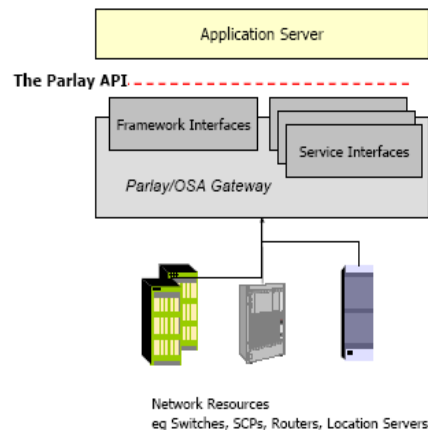 Application Server
The Parlay API
Framework Interfaces
Service Interfaces
Parlay/OSA Gateway
Network Resources
eg Switches, SCPs, Routers, Location Servers